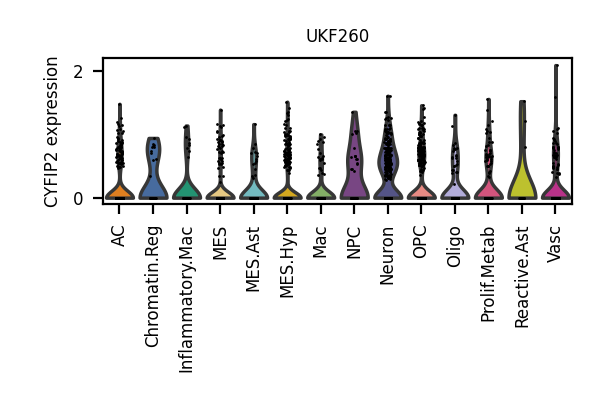 UKF260
CYFIP2 expression
2
0
AC
Chromatin.Reg
Inflammatory.Mac
MES
MES.Ast
MES.Hyp
Mac
NPC
Neuron
OPC
Oligo
Prolif.Metab
Reactive.Ast
Vasc